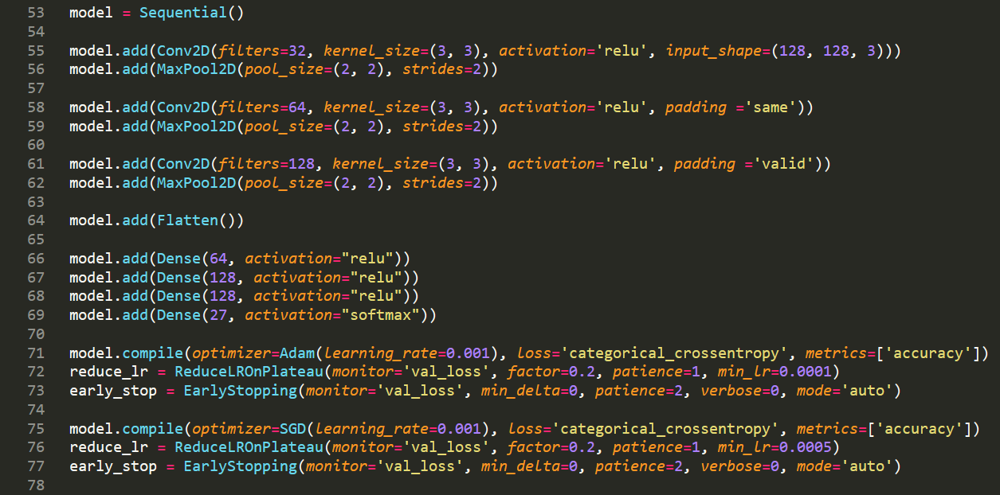 53 model = Sequential()
54
55 model.add(Conv2D(filters=32, kernel_size=(3, 3), activation='relu', input_shape=(128, 128, 3)))
56 model.add(MaxPool2D(pool_size=(2, 2), strides=2))
57
58 model.add(Conv2D(filters=64, kernel_size=(3, 3), activation='relu', padding ='same'))
59 model.add(MaxPool2D(pool_size=(2, 2), strides=2))
60
61 model.add(Conv2D(filters=128, kernel_size=(3, 3), activation='relu', padding ='valid'))
62 model.add(MaxPool2D(pool_size=(2, 2), strides=2))
63
64 model.add(Flatten())
65
66 model.add(Dense(64, activation="relu"))
67 model.add(Dense(128, activation="relu"))
68 model.add(Dense(128, activation="relu"))
69 model.add(Dense(27, activation="softmax"))
70
71 model.compile(optimizer=Adam(learning_rate=0.001), loss='categorical_crossentropy', metrics=['accuracy'])
72 reduce_lr = ReduceLROnPlateau(monitor='val_loss', factor=0.2, patience=1, min_lr=0.0001)
73 early_stop = EarlyStopping(monitor='val_loss', min_delta=0, patience=2, verbose=0, mode='auto')
74
75 model.compile(optimizer=SGD(learning_rate=0.001), loss='categorical_crossentropy', metrics=['accuracy'])
76 reduce_lr = ReduceLROnPlateau(monitor='val_loss', factor=0.2, patience=1, min_lr=0.0005)
77 early_stop = EarlyStopping(monitor='val_loss', min_delta=0, patience=2, verbose=0, mode='auto')
78